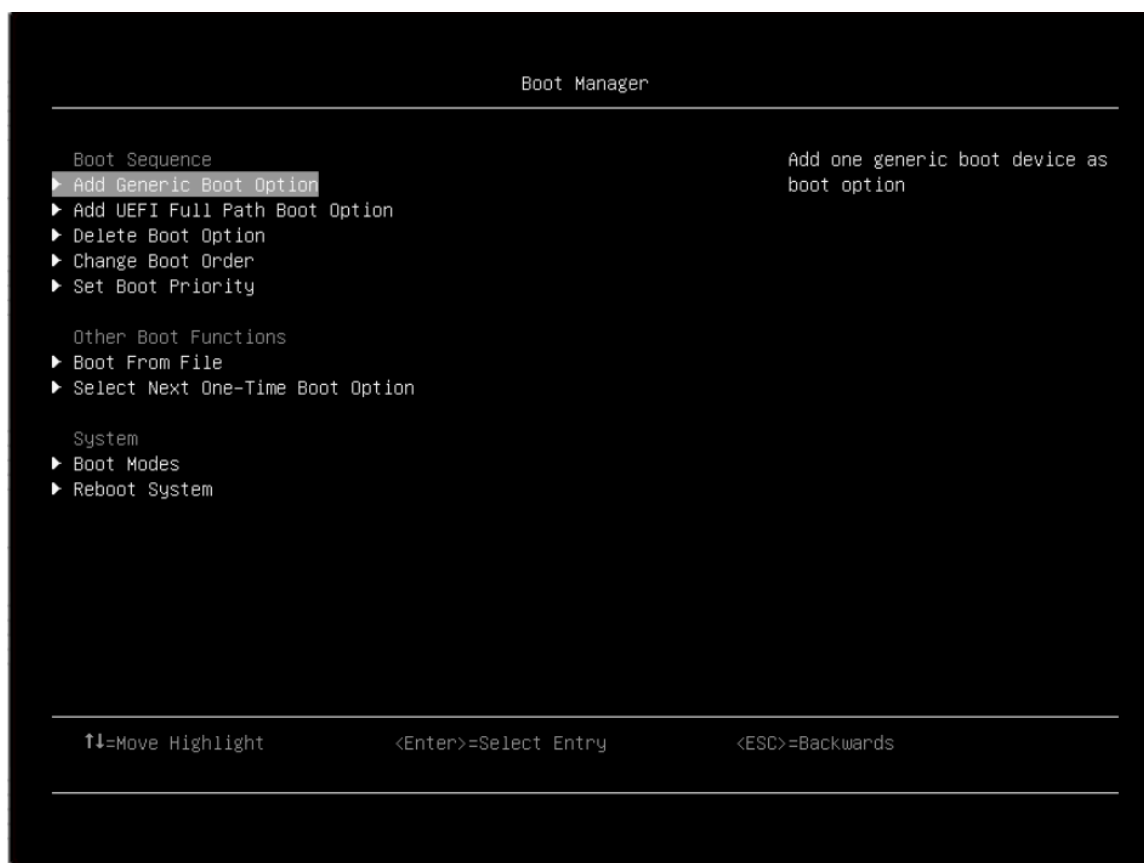 Boot Manager
Boot Sequence
▶ Add Generic Boot Option
▶ Add UEFI Full Path Boot Option
▶ Delete Boot Option
▶ Change Boot Order
▶ Set Boot Priority
Other Boot Functions
▶ Boot From File
▶ Select Next One-Time Boot Option
System
▶ Boot Modes
▶ Reboot System
Add one generic boot device as
boot option
↑↓=Move Highlight <Enter>=Select Entry <ESC>=Backwards